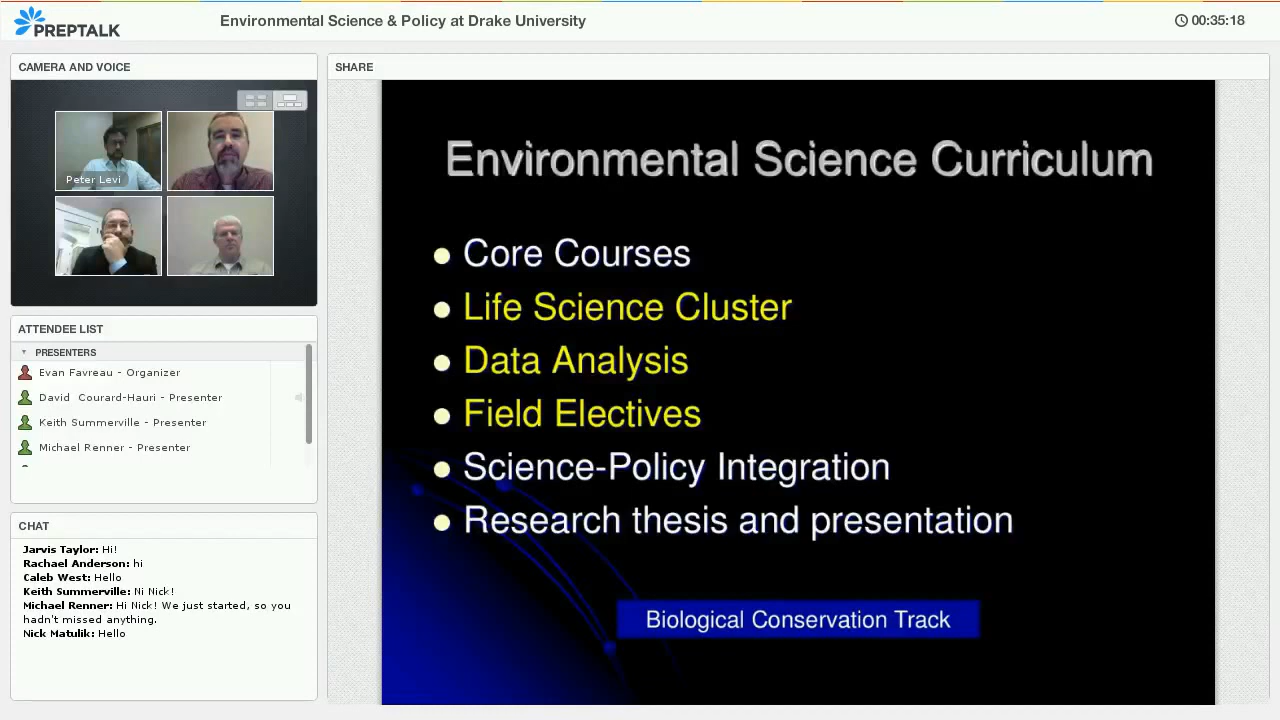 PREPTALK
Environmental Science & Policy at Drake University
00:35:18
CAMERA AND VOICE
Peter Levi
ATTENDEE LIST
PRESENTERS
Evan Favreau - Organizer
David Courard-Hauri - Presenter
Keith Summerville - Presenter
Michael Renner - Presenter
CHAT
Jarvis Taylor: Hi!
Rachael Anderson: hi
Caleb West: Hello
Keith Summerville: Ni Nick!
Michael Renner: Hi Nick! We just started, so you
hadn't missed anything.
Nick Matulik: Hello
SHARE
Environmental Science Curriculum
Core Courses
Life Science Cluster
Data Analysis
Field Electives
Science-Policy Integration
Research thesis and presentation
Biological Conservation Track